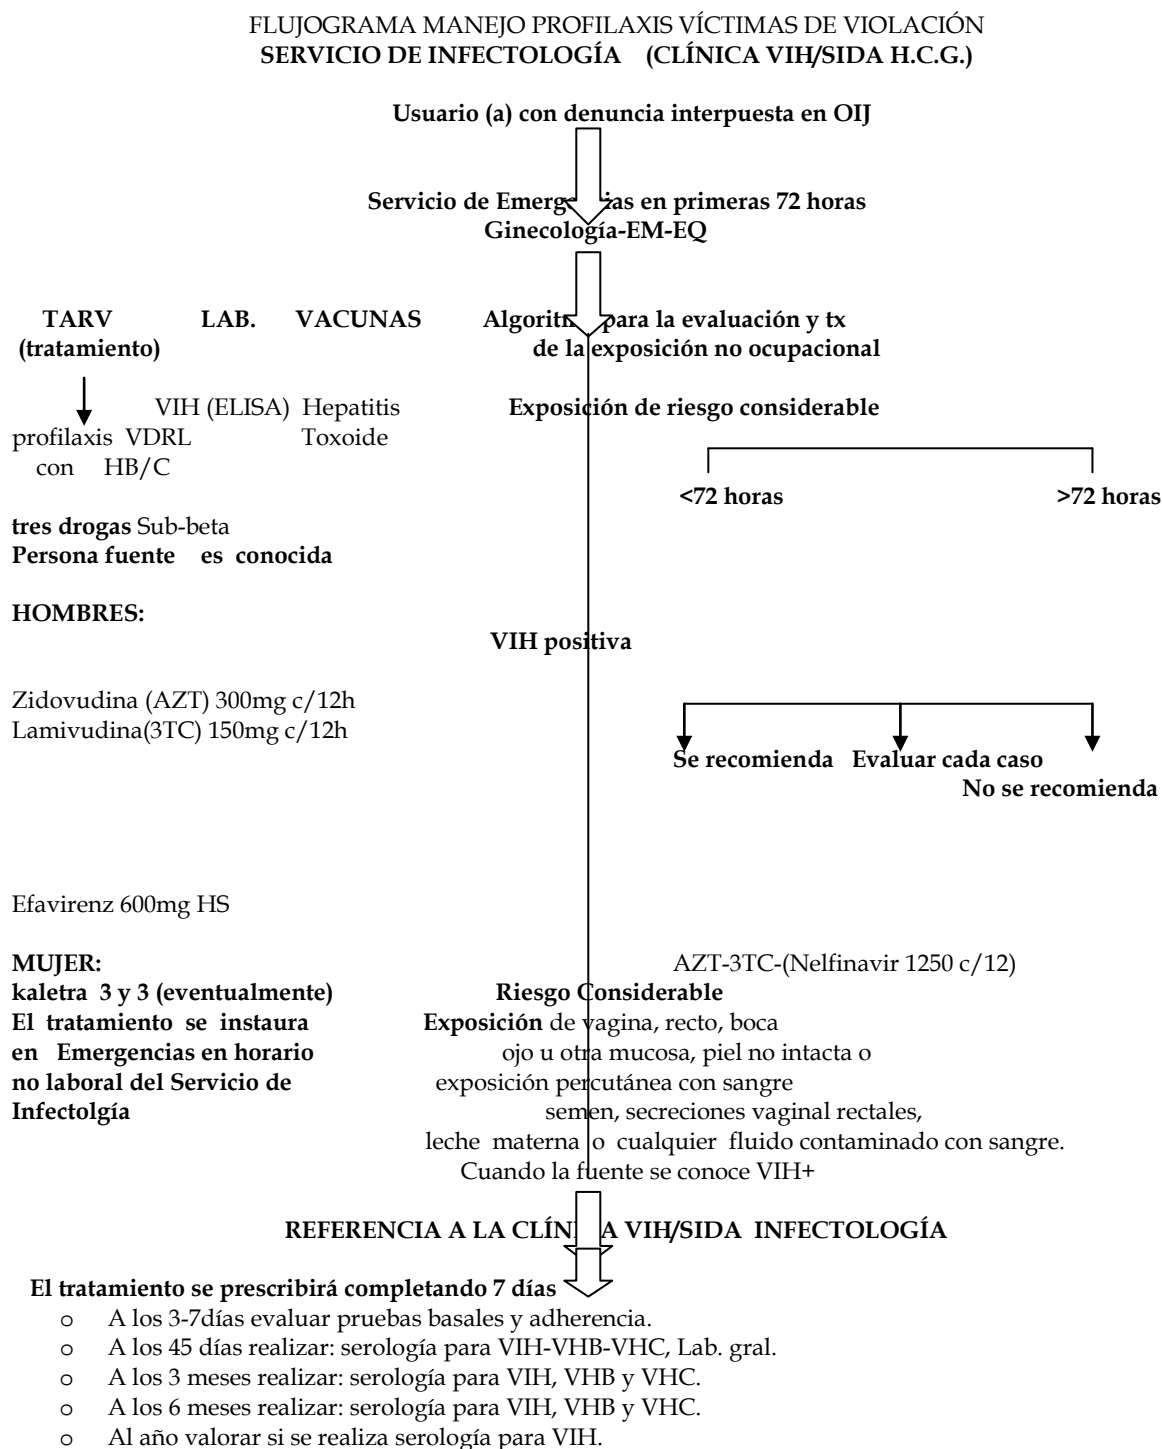 FLUJOGRAMA MANEJO PROFILAXIS VÍCTIMAS DE VIOLACIÓN
SERVICIO DE INFECTOLOGÍA (CLÍNICA VIH/SIDA H.C.G.)
Usuario (a) con denuncia interpuesta en OIJ
Servicio de Emergencias en primeras 72 horas
Ginecología-EM-EQ
TARV LAB. VACUNAS Algoritmo para la evaluación y tx
(tratamiento) de la exposición no ocupacional
VIH (ELISA) Hepatitis Exposición de riesgo considerable
profilaxis VDRL Toxoide
con HB/C
<72 horas >72 horas
tres drogas Sub-beta
Persona fuente es conocida
HOMBRES:
VIH positiva
Zidovudina (AZT) 300mg c/12h
Lamivudina(3TC) 150mg c/12h
Se recomienda Evaluar cada caso
No se recomienda
Efavirenz 600mg HS
MUJER: AZT-3TC-(Nelfinavir 1250 c/12)
kaletra 3 y 3 (eventualmente) Riesgo Considerable
El tratamiento se instaura Exposición de vagina, recto, boca
en Emergencias en horario ojo u otra mucosa, piel no intacta o
no laboral del Servicio de exposición percutánea con sangre
Infectolgía semen, secreciones vaginal rectales,
leche materna o cualquier fluido contaminado con sangre.
Cuando la fuente se conoce VIH+
REFERENCIA A LA CLÍNICA VIH/SIDA INFECTOLOGÍA
El tratamiento se prescribirá completando 7 días
o A los 3-7días evaluar pruebas basales y adherencia.
o A los 45 días realizar: serología para VIH-VHB-VHC, Lab. gral.
o A los 3 meses realizar: serología para VIH, VHB y VHC.
o A los 6 meses realizar: serología para VIH, VHB y VHC.
o Al año valorar si se realiza serología para VIH.